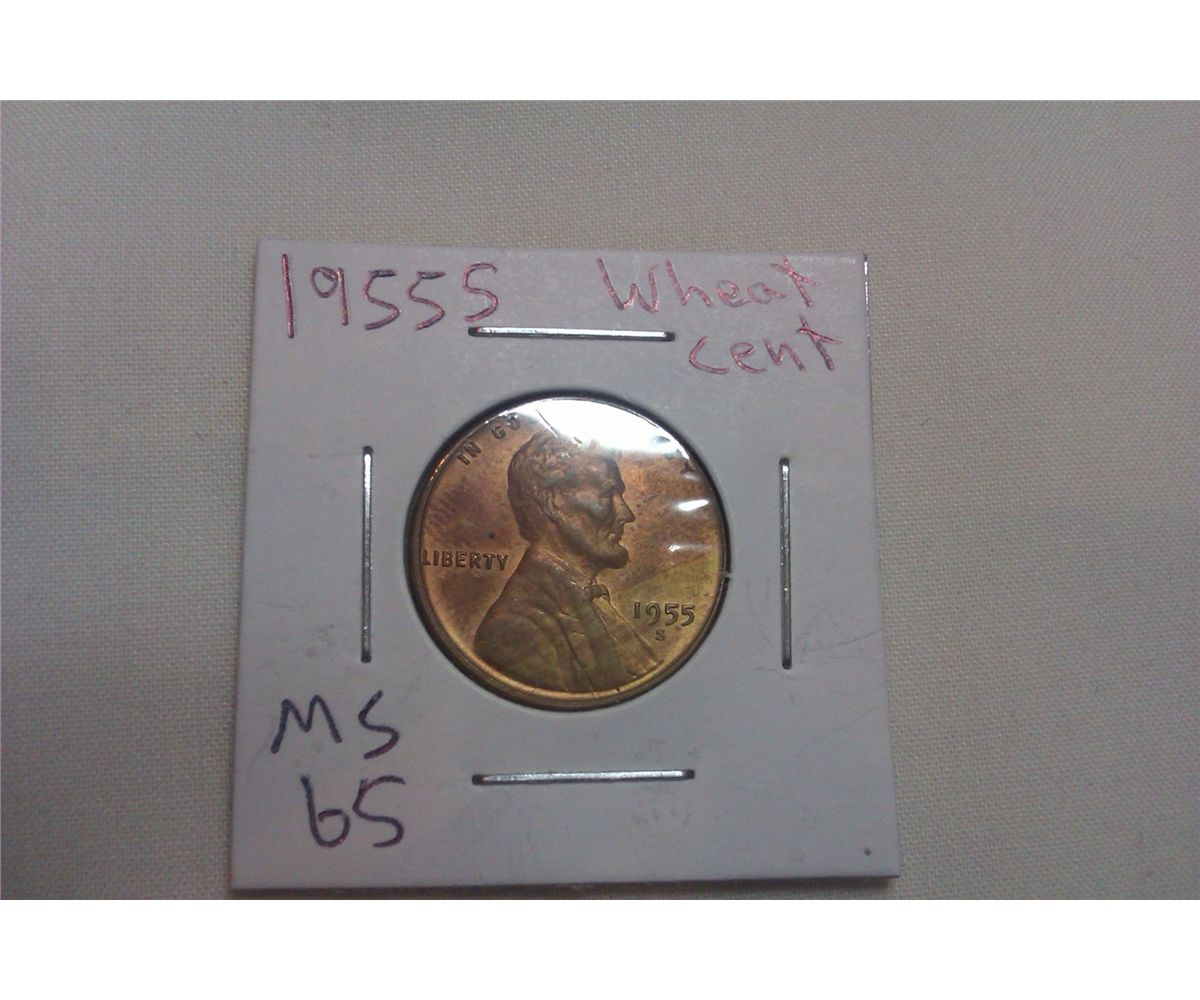 1955S Wheat
cent
IN GO
LIBERTY
1955
S
MS
65